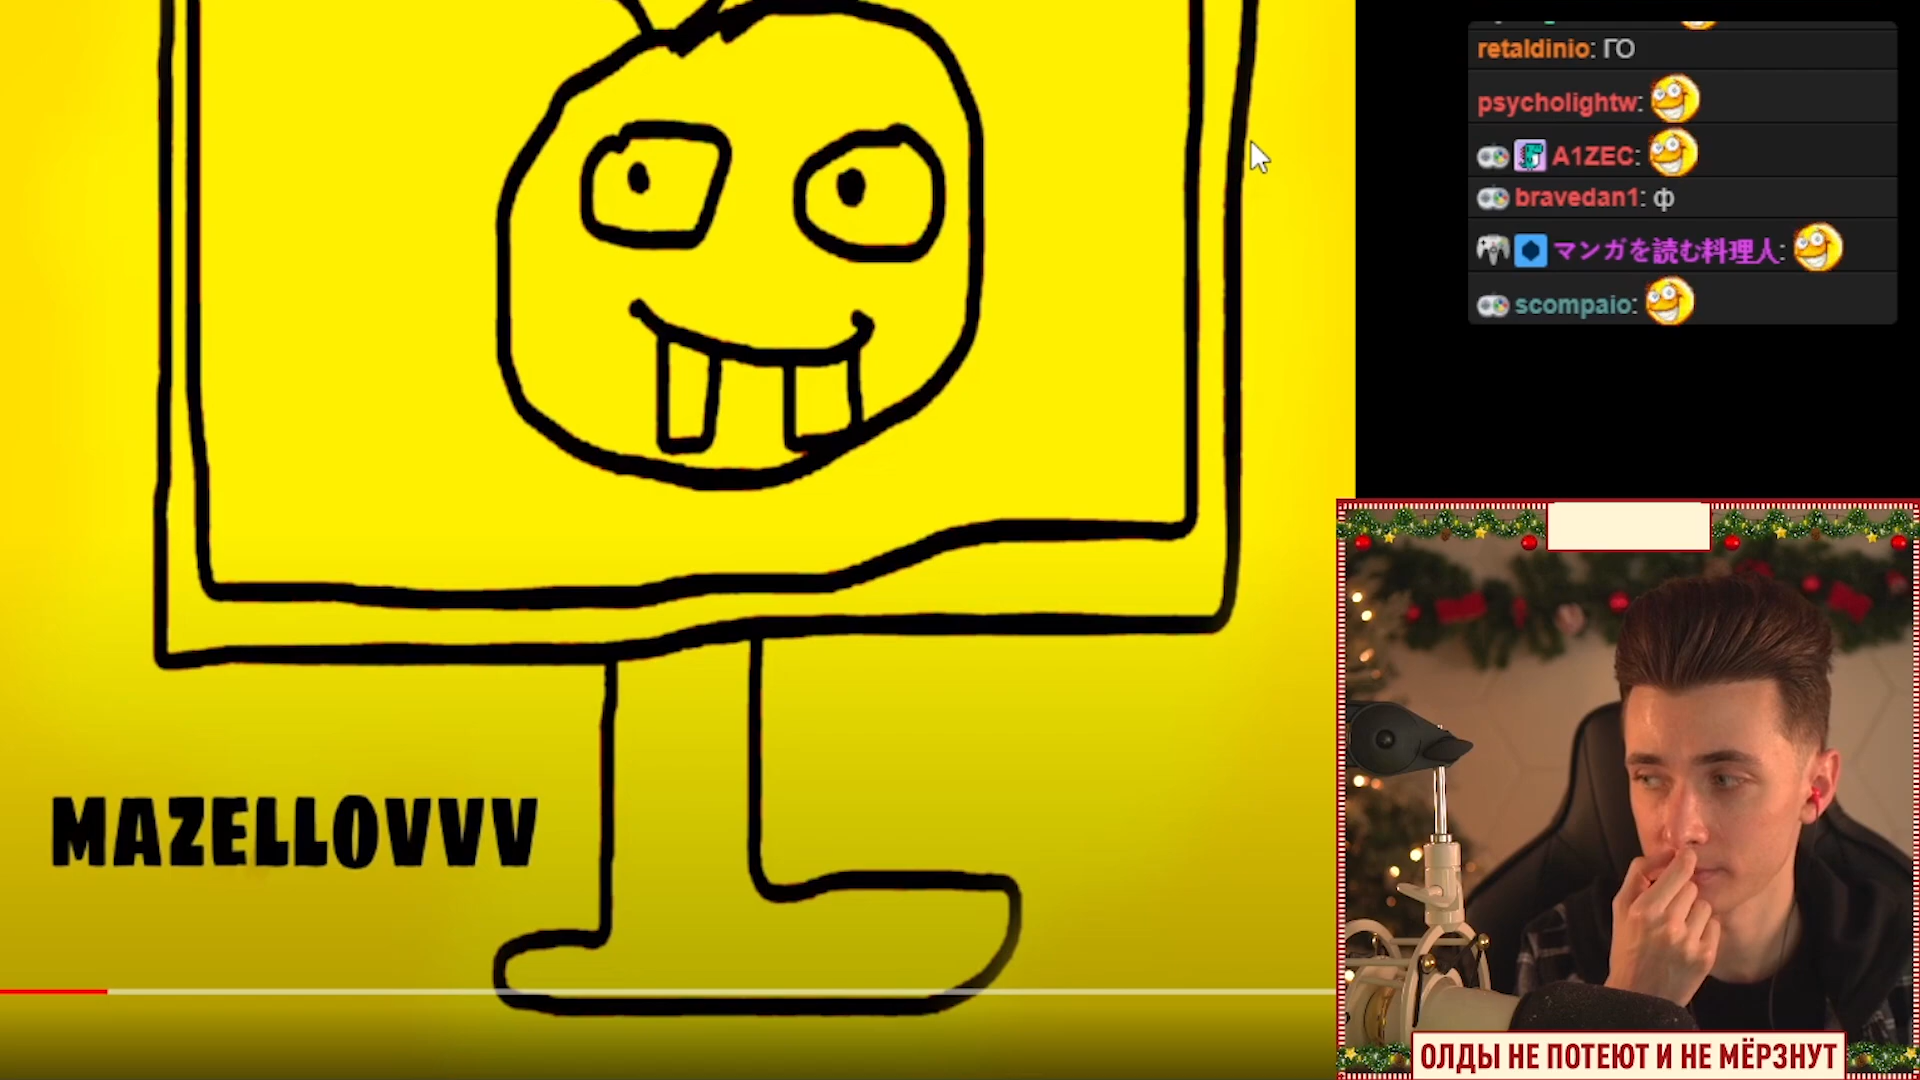 retaldinio: ГО
psycholightw:
A1ZEC:
bravedan1: ф
マンガを読む料理人:
scompaio:
MAZELLOVVV
ОЛДЫ НЕ ПОТЕЮТ И НЕ МЁРЗНУТ